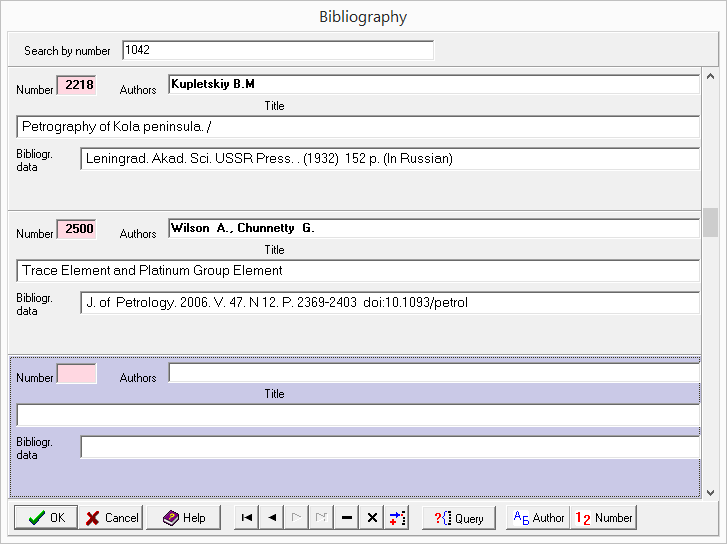 Bibliography
Search by number 1042
Number 2218 Authors Kupletskiy B.M
Title
Petrography of Kola peninsula. /
Bibliogr. data Leningrad. Akad. Sci. USSR Press. . (1932) 152 p. (In Russian)
Number 2500 Authors Wilson A., Chunnetty G.
Title
Trace Element and Platinum Group Element
Bibliogr. data J. of Petrology. 2006. V. 47. N 12. P. 2369-2403 doi:10.1093/petrol
Number Authors
Title
Bibliogr. data
OK Cancel Help ?{} Query АБ Author 12 Number